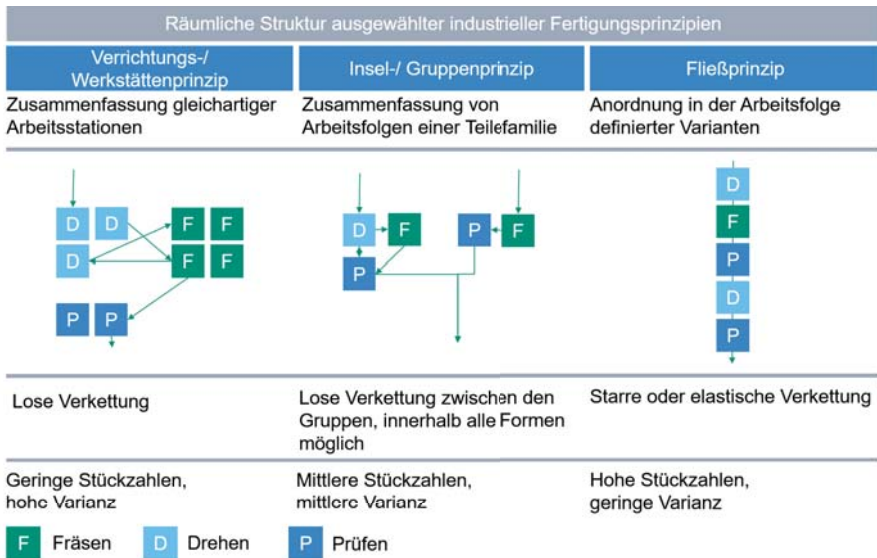 Räumliche Struktur ausgewählter industrieller Fertigungsprinzipien
Verrichtungs-/
Werkstättenprinzip
Insel-/ Gruppenprinzip
Fließprinzip
Zusammenfassung gleichartiger
Arbeitsstationen
Zusammenfassung von
Arbeitsfolgen einer Teilefamilie
Anordnung in der Arbeitsfolge
definierter Varianten
D D F F
D F F
P P
D F P F
P
D
F
P
D
P
Lose Verkettung
Lose Verkettung zwischen den
Gruppen, innerhalb alle Formen
möglich
Starre oder elastische Verkettung
Geringe Stückzahlen,
hohe Varianz
Mittlere Stückzahlen,
mittlere Varianz
Hohe Stückzahlen,
geringe Varianz
F Fräsen D Drehen P Prüfen